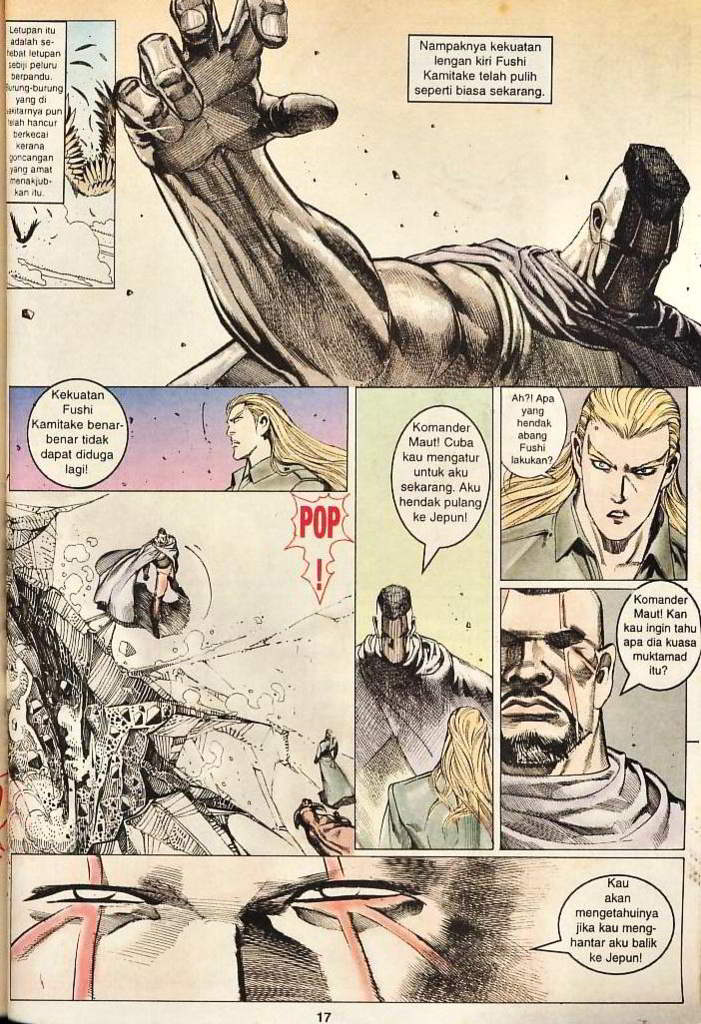 Letupan itu
adalah se-
hebat letupan
sebiji peluru
berpandu.
Burung-burung
yang di
sekitarnya pun
telah hancur
berkecai
kerana
goncangan
yang amat
menakjub-
kan itu.
Nampaknya kekuatan
lengan kiri Fushi
Kamitake telah pulih
seperti biasa sekarang.
Kekuatan
Fushi
Kamitake benar-
benar tidak
dapat diduga
lagi!
POP
!
Komander
Maut! Cuba
kau mengatur
untuk aku
sekarang. Aku
hendak pulang
ke Jepun!
Ah?! Apa
yang
hendak
abang
Fushi
lakukan?
Komander
Maut! Kan
kau ingin tahu
apa dia kuasa
muktamad
itu?
Kau
akan
mengetahuinya
jika kau meng-
hantar aku balik
ke Jepun!
17